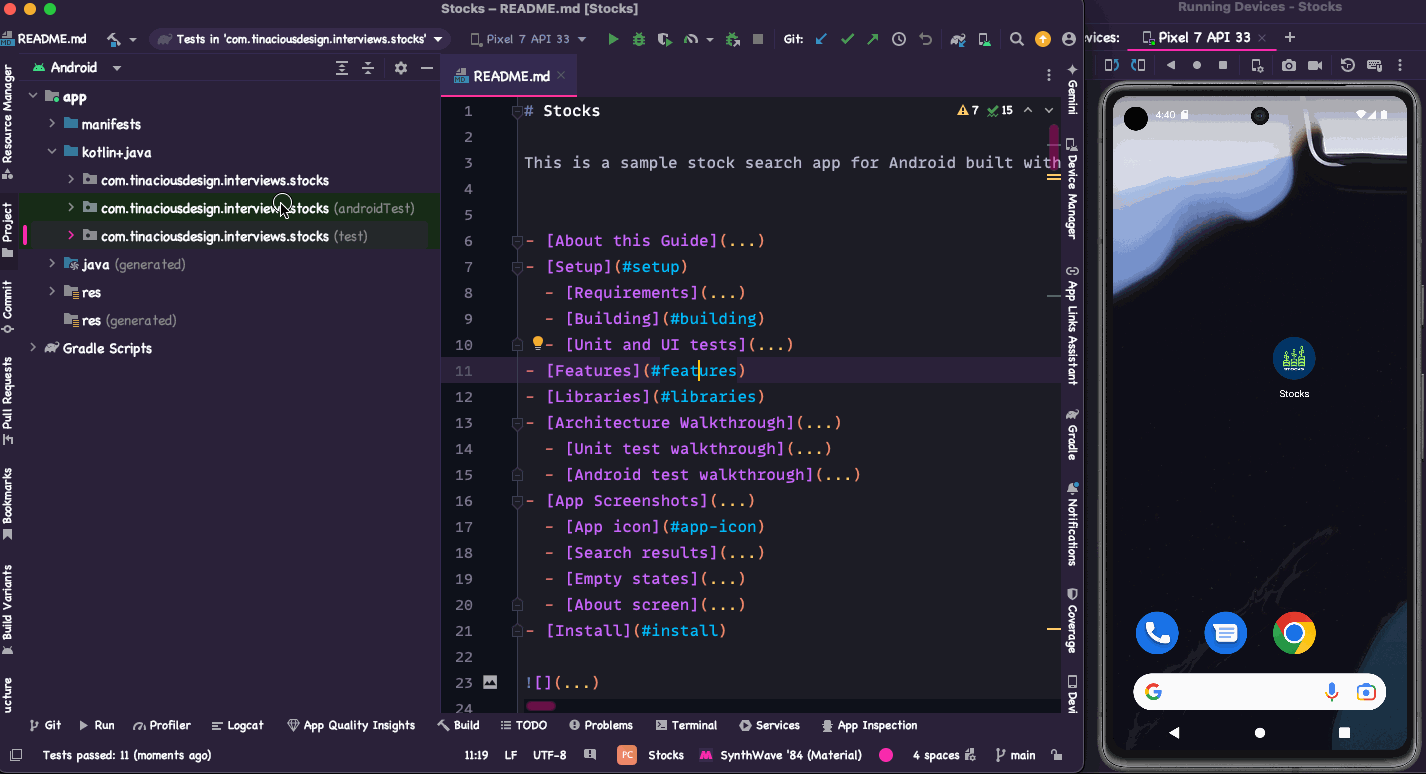 Stocks – README.md [Stocks]
Running Devices - Stocks
README.md
Tests in 'com.tinaciousdesign.interviews.stocks'
Pixel 7 API 33
Git:
vices:
Pixel 7 API 33
Resource Manager
Project
Commit
Pull Requests
Bookmarks
Build Variants
ucture
Android
app
manifests
kotlin+java
com.tinaciousdesign.interviews.stocks
com.tinaciousdesign.interviews.stocks (androidTest)
com.tinaciousdesign.interviews.stocks (test)
java (generated)
res
res (generated)
Gradle Scripts
README.md
7 15
1 # Stocks
2
3 This is a sample stock search app for Android built with
4
5
6 - [About this Guide](...)
7 - [Setup](#setup)
8 - [Requirements](...)
9 - [Building](#building)
10 - [Unit and UI tests](...)
11 - [Features](#features)
12 - [Libraries](#libraries)
13 - [Architecture Walkthrough](...)
14 - [Unit test walkthrough](...)
15 - [Android test walkthrough](...)
16 - [App Screenshots](...)
17 - [App icon](#app-icon)
18 - [Search results](...)
19 - [Empty states](...)
20 - [About screen](...)
21 - [Install](#install)
22
23 ![](...)
24
Gemini
Device Manager
App Links Assistant
Gradle
Notifications
Coverage
Devi
4:40
Stocks
Git
Run
Profiler
Logcat
App Quality Insights
Build
TODO
Problems
Terminal
Services
App Inspection
Tests passed: 11 (moments ago)
11:19
LF
UTF-8
PC
Stocks
SynthWave '84 (Material)
4 spaces
main